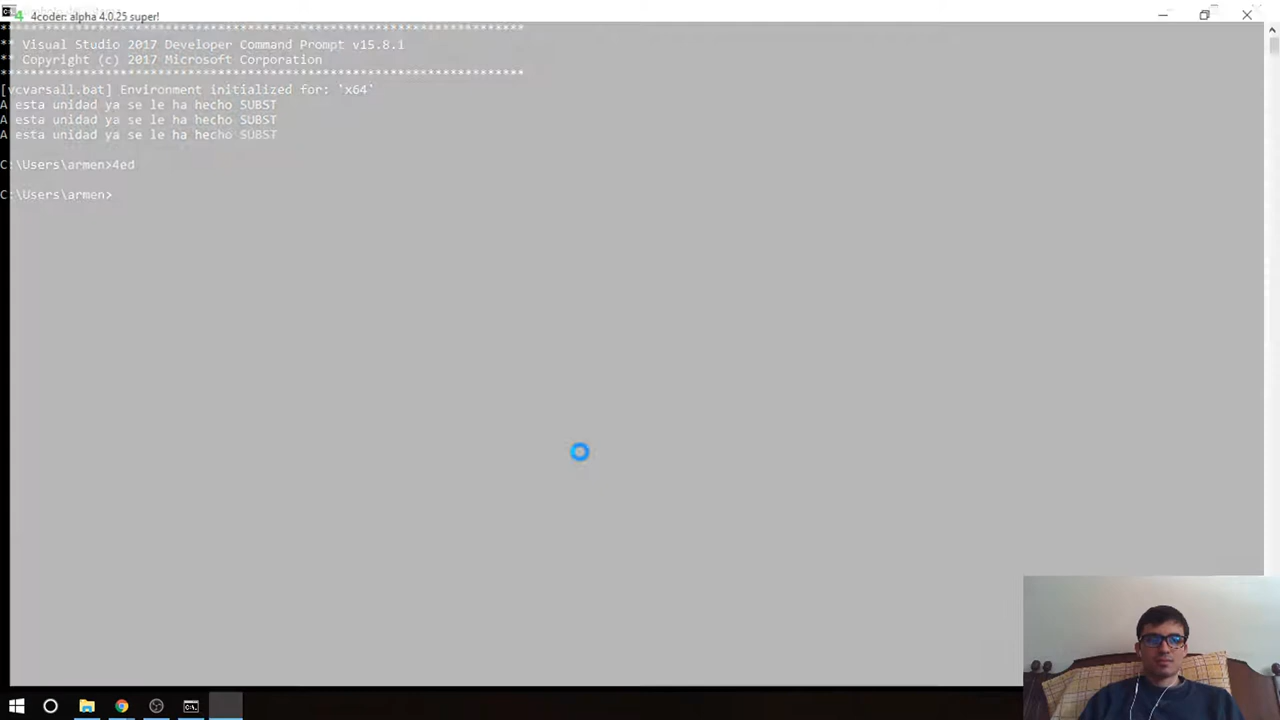 4coder: alpha 4.0.25 super!
**********************************************************************
** Visual Studio 2017 Developer Command Prompt v15.8.1
** Copyright (c) 2017 Microsoft Corporation
**********************************************************************
[vcvarsall.bat] Environment initialized for: 'x64'
A esta unidad ya se le ha hecho SUBST
A esta unidad ya se le ha hecho SUBST
A esta unidad ya se le ha hecho SUBST
C:\Users\armen>4ed
C:\Users\armen>